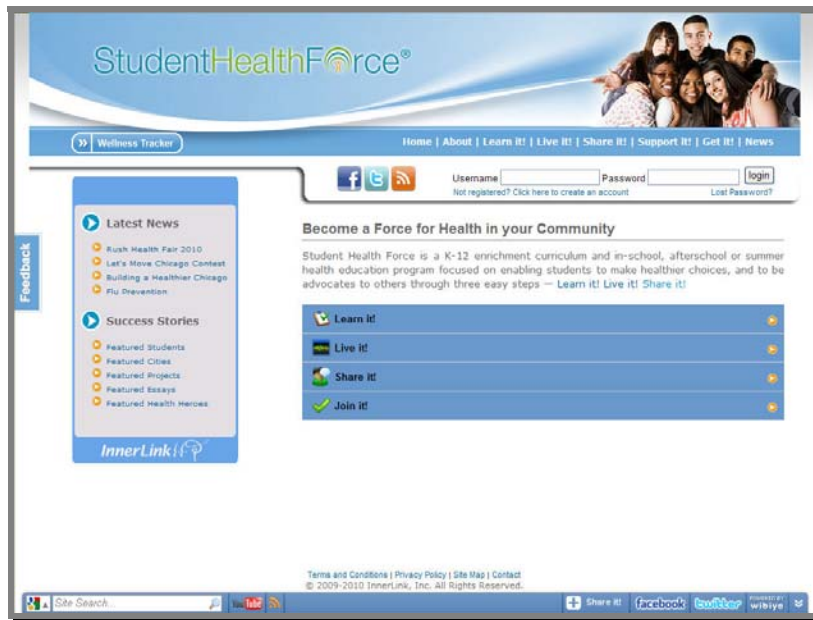 StudentHealthForce®
Wellness Tracker
Home | About | Learn it! | Live it! | Share it! | Support it! | Get it! | News
Username Password login
Not registered? Click here to create an account Lost Password?
Feedback
Latest News
Rush Health Fair 2010
Let's Move Chicago Contest
Building a Healthier Chicago
Flu Prevention
Success Stories
Featured Students
Featured Cities
Featured Projects
Featured Essays
Featured Health Heroes
InnerLink
Become a Force for Health in your Community
Student Health Force is a K-12 enrichment curriculum and in-school, afterschool or summer
health education program focused on enabling students to make healthier choices, and to be
advocates to others through three easy steps — Learn it! Live it! Share it!
Learn it!
Live it!
Share it!
Join it!
Terms and Conditions | Privacy Policy | Site Map | Contact
© 2009-2010 InnerLink, Inc. All Rights Reserved.
Site Search... YouTube Share it! facebook twitter POWERED BY wibiya